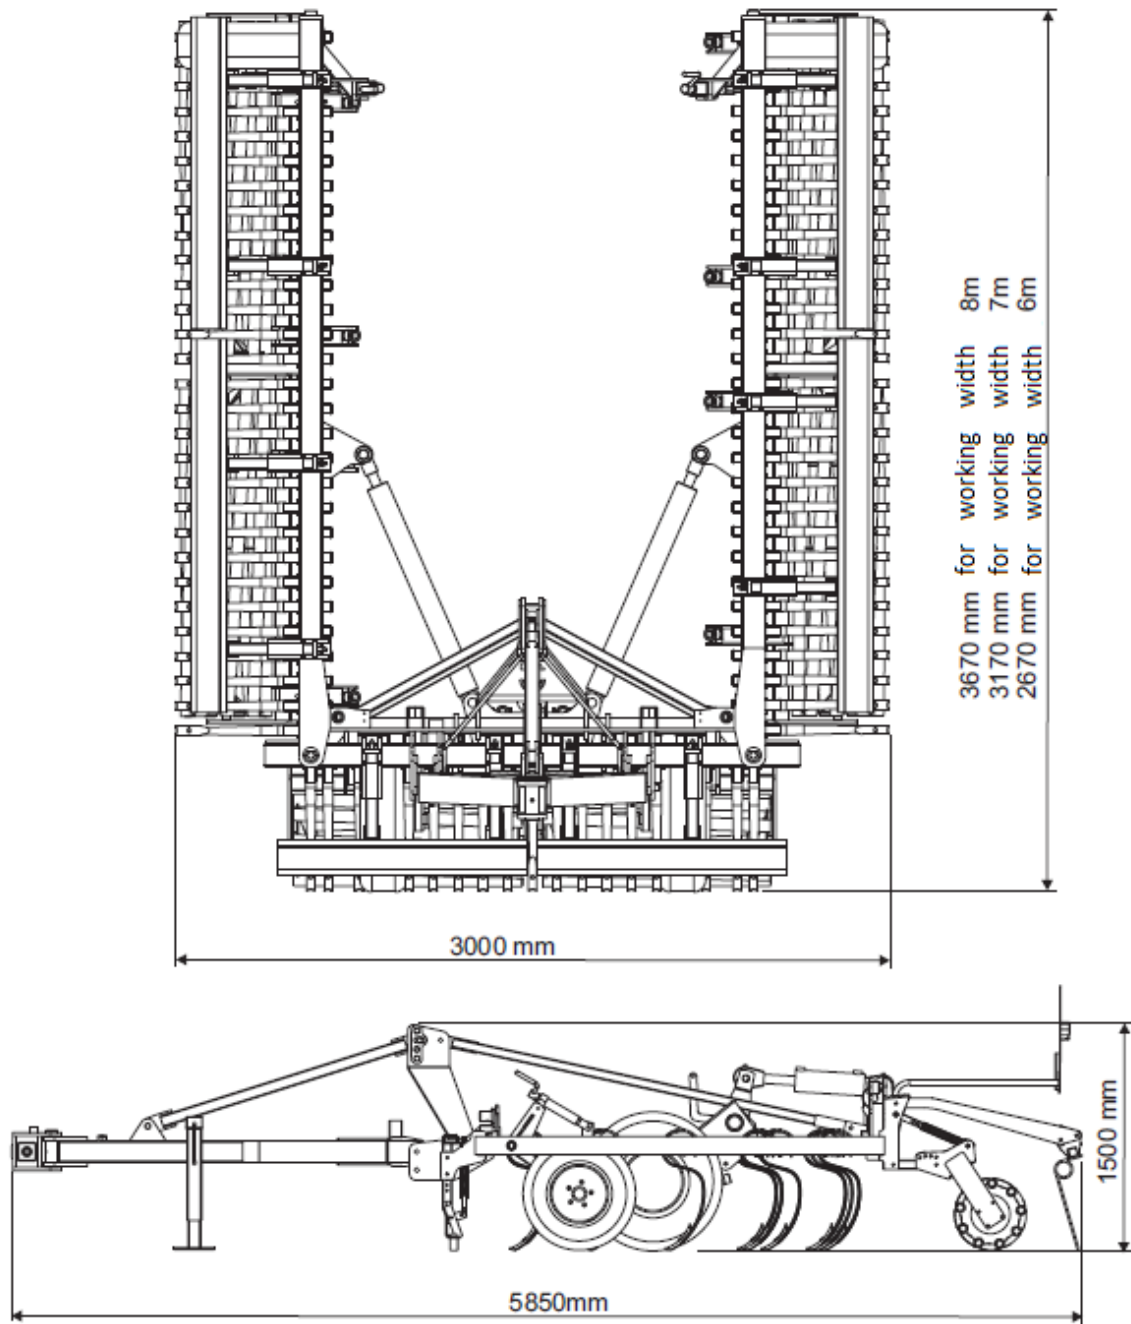 3670 mm for working width 8m
3170 mm for working width 7m
2670 mm for working width 6m
3000 mm
1500 mm
5850mm